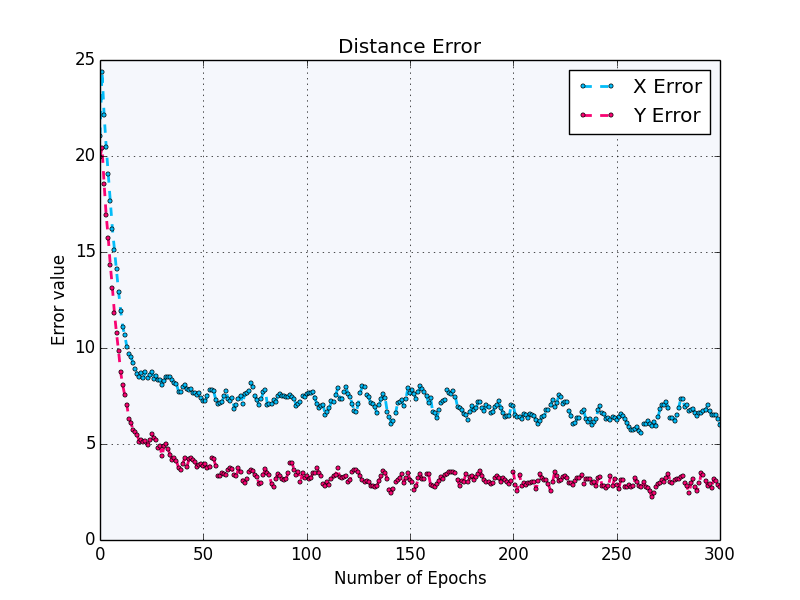 Distance Error
X Error
Y Error
25
20
15
10
5
0
Error value
0 50 100 150 200 250 300
Number of Epochs